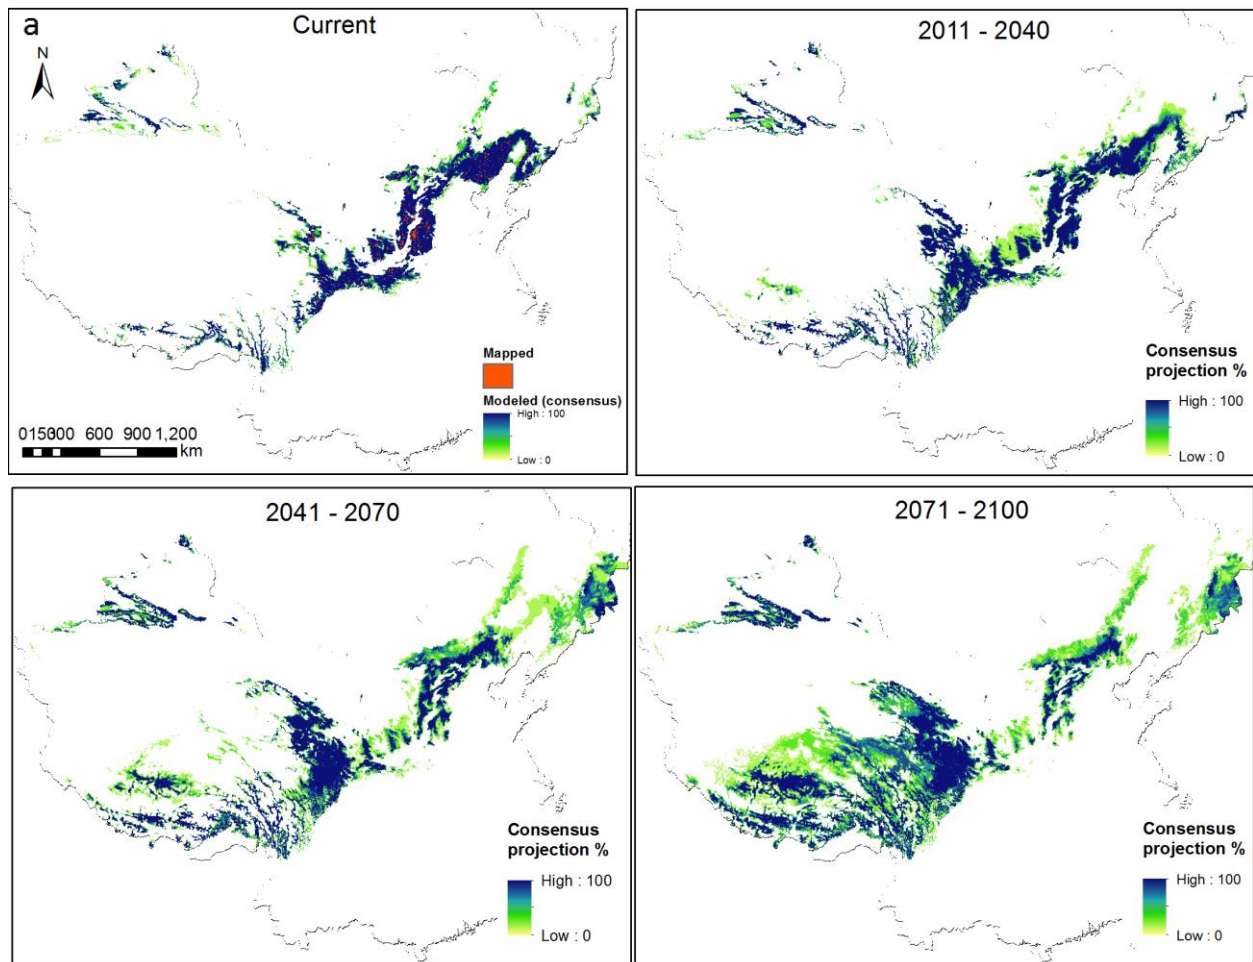 a
Current
N
Mapped
Modeled (consensus)
High : 100
Low : 0
0150300 600 900 1,200
km
2011 - 2040
Consensus
projection %
High : 100
Low : 0
2041 - 2070
Consensus
projection %
High : 100
Low : 0
2071 - 2100
Consensus
projection %
High : 100
Low : 0